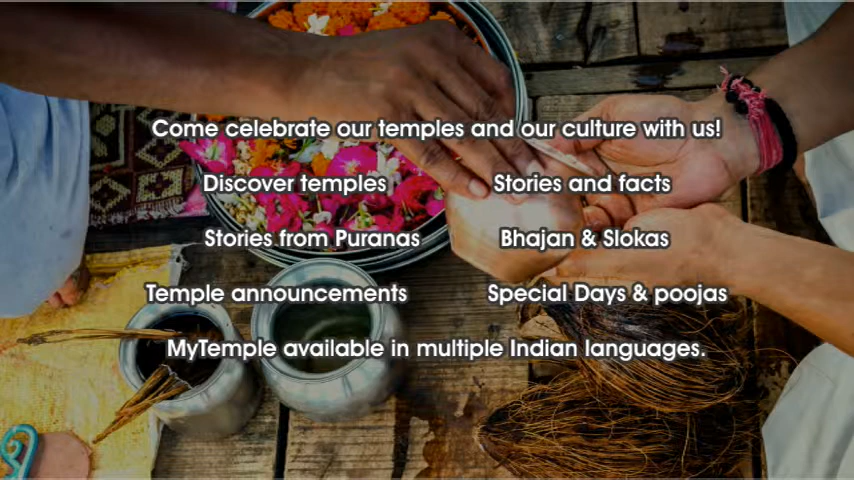 Come celebrate our temples and our culture with us!
Discover temples
Stories and facts
Stories from Puranas
Bhajan & Slokas
Temple announcements
Special Days & poojas
MyTemple available in multiple Indian languages.